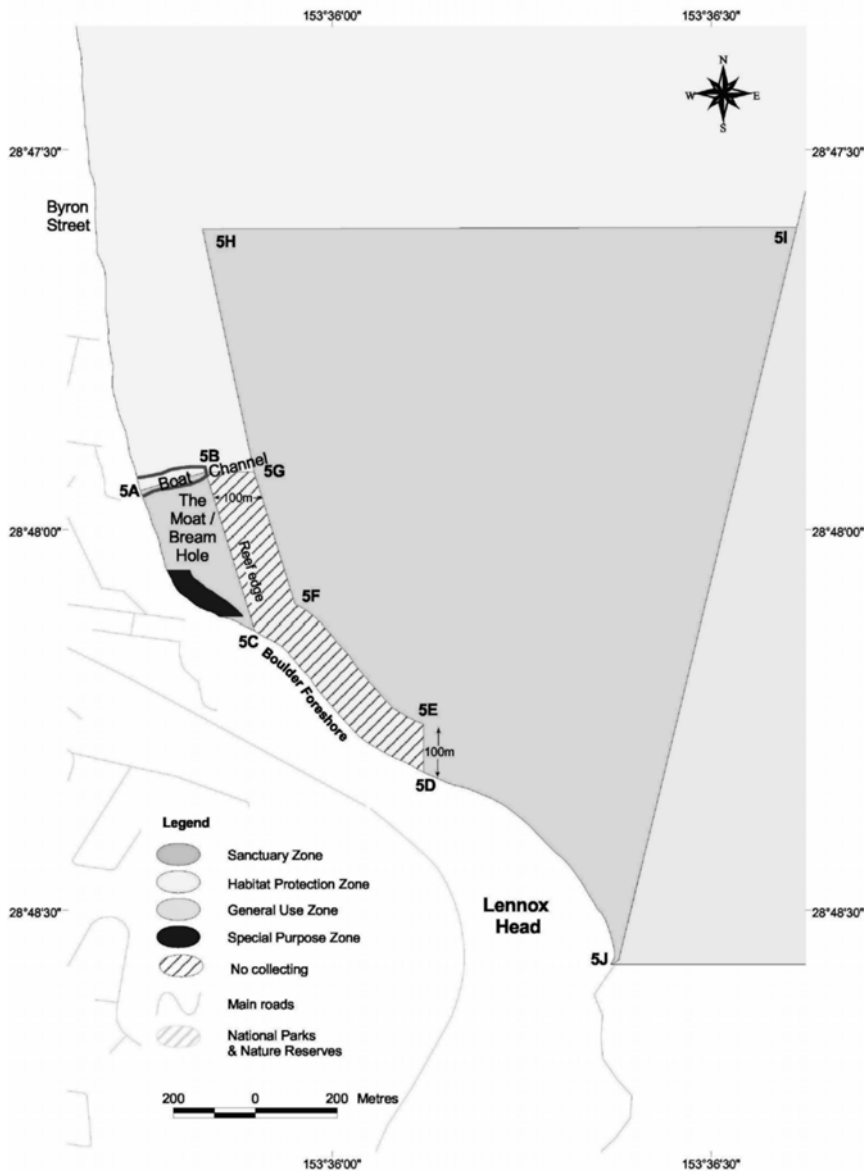 153°36'00"
153°36'30"
N
W
E
S
28°47'30"
28°47'30"
Byron
Street
5H
5I
5B
Boat Channel
5G
5A
100m
The
Moat /
Bream
Hole
28°48'00"
28°48'00"
Reef edge
5F
5C
Boulder Foreshore
5E
100m
5D
Legend
Sanctuary Zone
Habitat Protection Zone
General Use Zone
Special Purpose Zone
No collecting
Main roads
National Parks
& Nature Reserves
Lennox
Head
28°48'30"
28°48'30"
5J
200
0
200
Metres
153°36'00"
153°36'30"